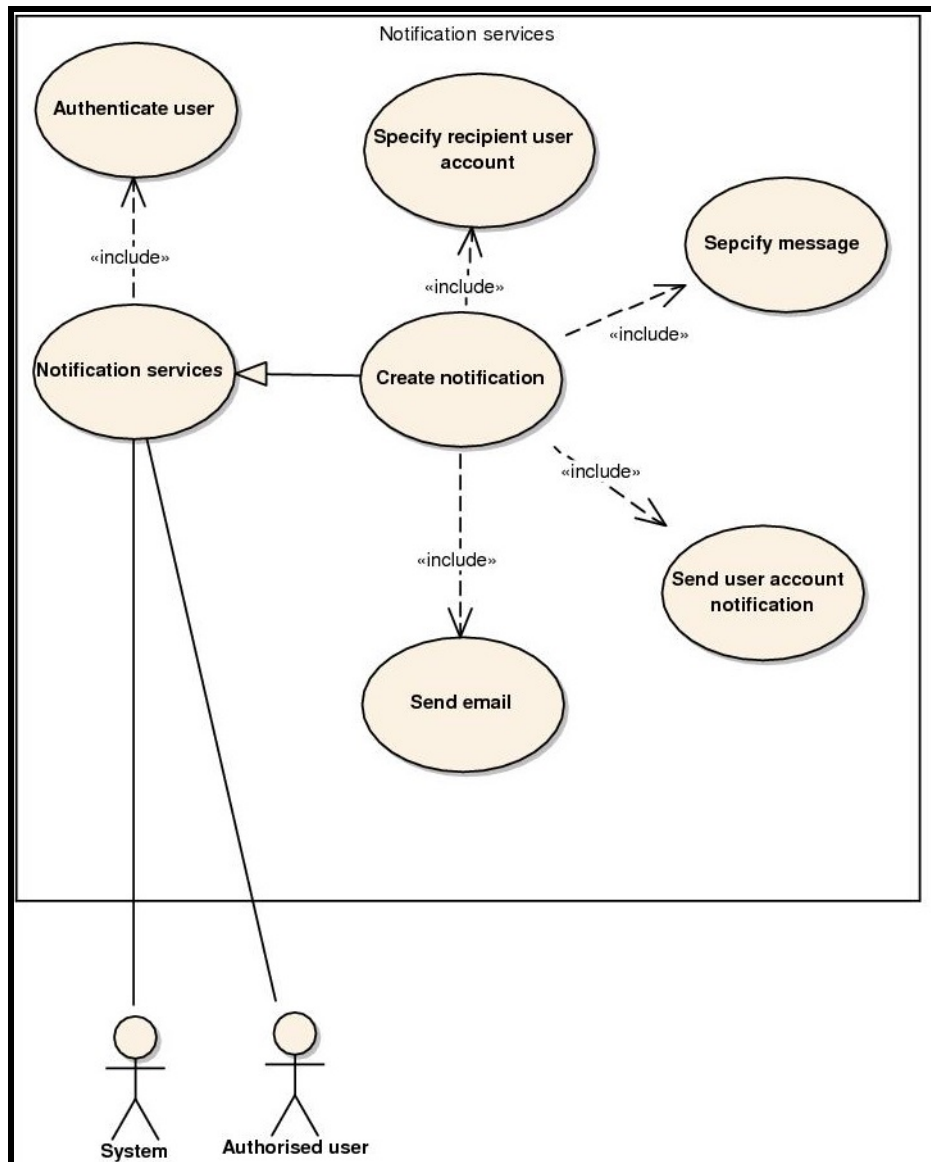 Notification services
Authenticate user
Specify recipient user
account
Sepcify message
«include»
«include»
«include»
Notification services
Create notification
«include»
«include»
Send user account
notification
Send email
System
Authorised user